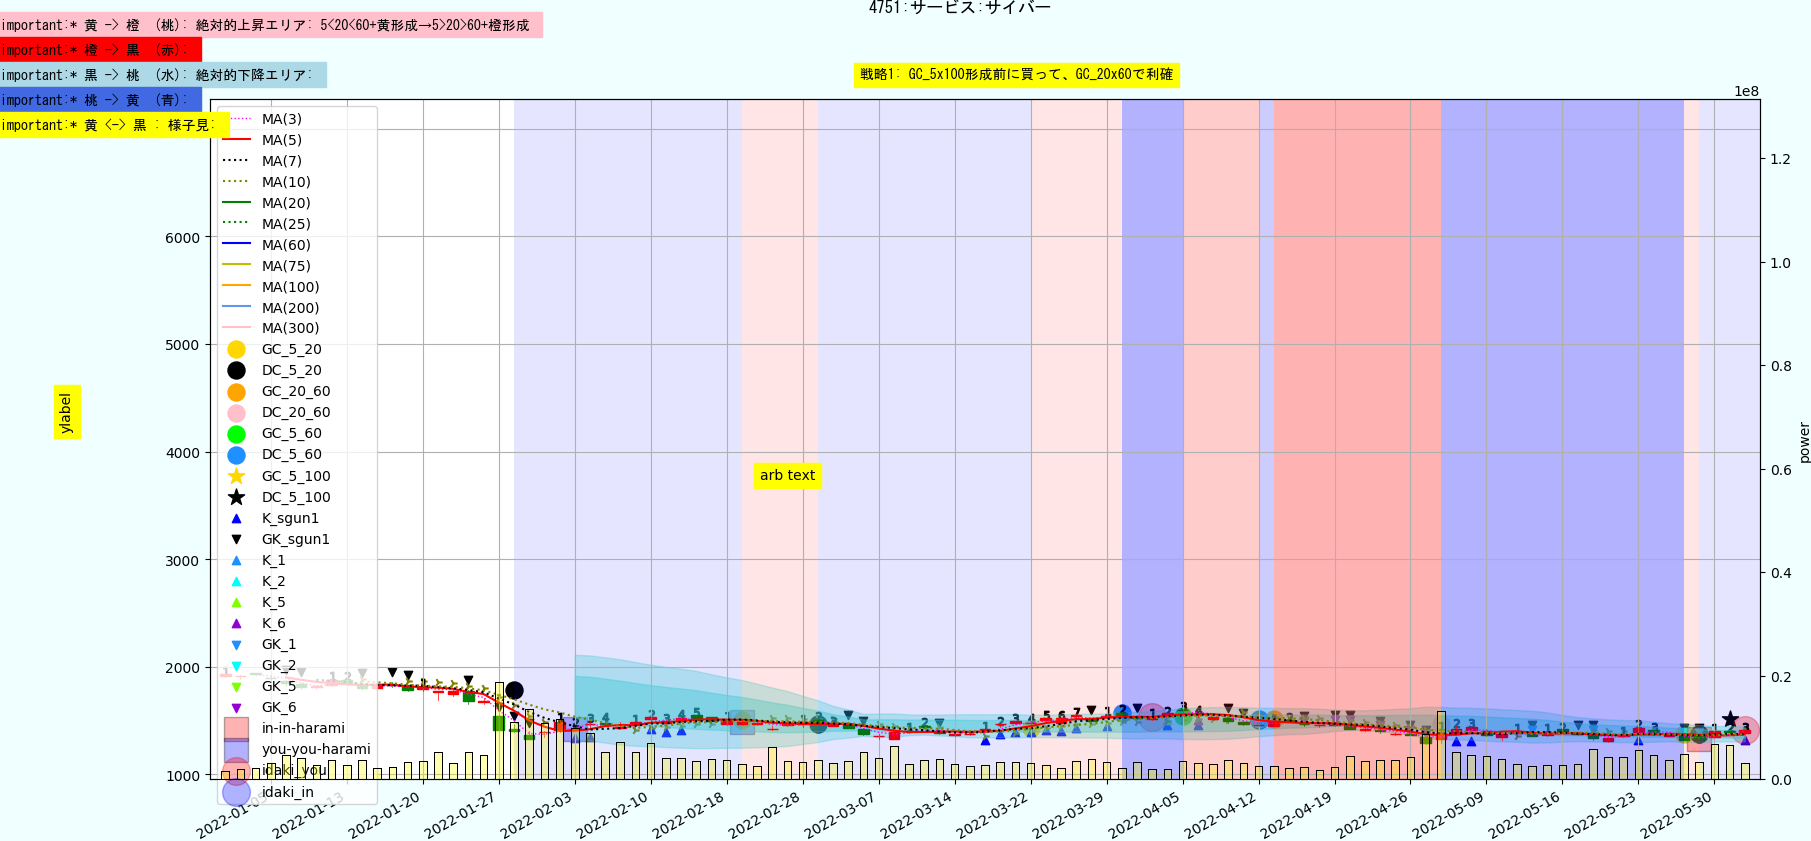 4751:サービス:サイバー
important:* 黄 -> 橙 (桃): 絶対的上昇エリア: 5<20<60+黄形成→5>20>60+橙形成
important:* 橙 -> 黒 (赤):
important:* 黒 -> 桃 (水): 絶対的下降エリア:
戦略1: GC_5x100形成前に買って、GC_20x60で利確
important:* 桃 -> 黄 (青):
important:* 黄 <-> 黒 : 様子見:
1e8
MA(3)
MA(5)
MA(7)
MA(10)
MA(20)
MA(25)
MA(60)
MA(75)
MA(100)
MA(200)
MA(300)
GC_5_20
DC_5_20
GC_20_60
DC_20_60
GC_5_60
DC_5_60
GC_5_100
DC_5_100
K_sgun1
GK_sgun1
K_1
K_2
K_5
K_6
GK_1
GK_2
GK_5
GK_6
in-in-harami
you-you-harami
idaki_you
idaki_in
6000
5000
4000
3000
2000
1000
ylabel
arb text
1.2
1.0
0.8
0.6
0.4
0.2
0.0
power
2022-01-05
2022-01-13
2022-01-20
2022-01-27
2022-02-03
2022-02-10
2022-02-18
2022-02-28
2022-03-07
2022-03-14
2022-03-22
2022-03-29
2022-04-05
2022-04-12
2022-04-19
2022-04-26
2022-05-09
2022-05-16
2022-05-23
2022-05-30